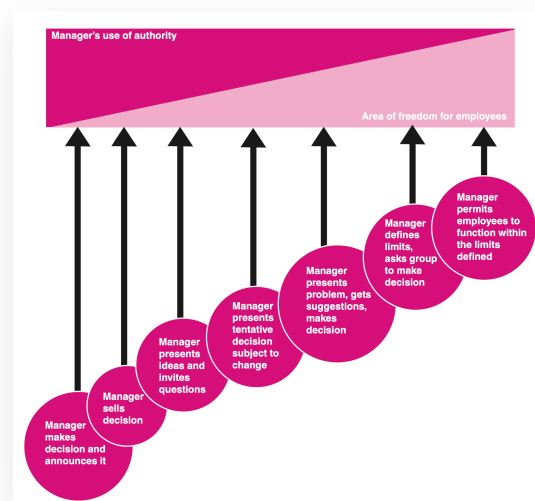 Manager's use of authority
Area of freedom for employees
Manager
makes
decision and
announces it
Manager
sells
decision
Manager
presents
ideas and
invites
questions
Manager
presents
tentative
decision
subject to
change
Manager
presents
problem, gets
suggestions,
makes
decision
Manager
defines
limits,
asks group
to make
decision
Manager
permits
employees to
function within
the limits
defined